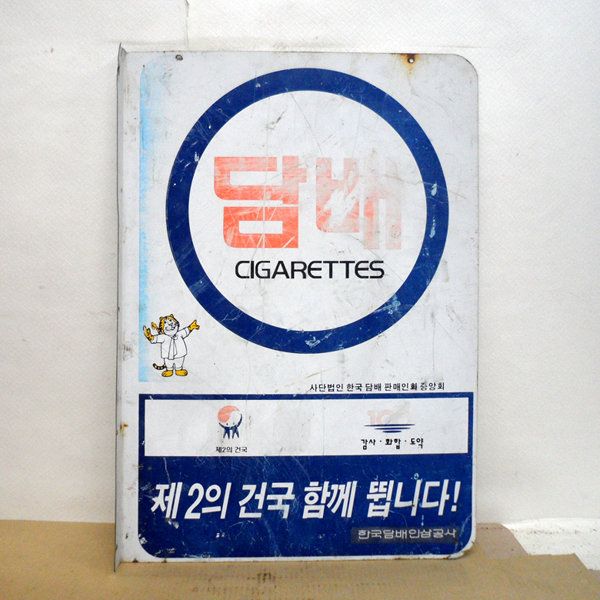 담배
CIGARETTES
사단법인 한국 담배 판매인회 중앙회
제2의 건국
감사·화합·도약
제2의 건국 함께 뜁니다!
한국담배인삼공사